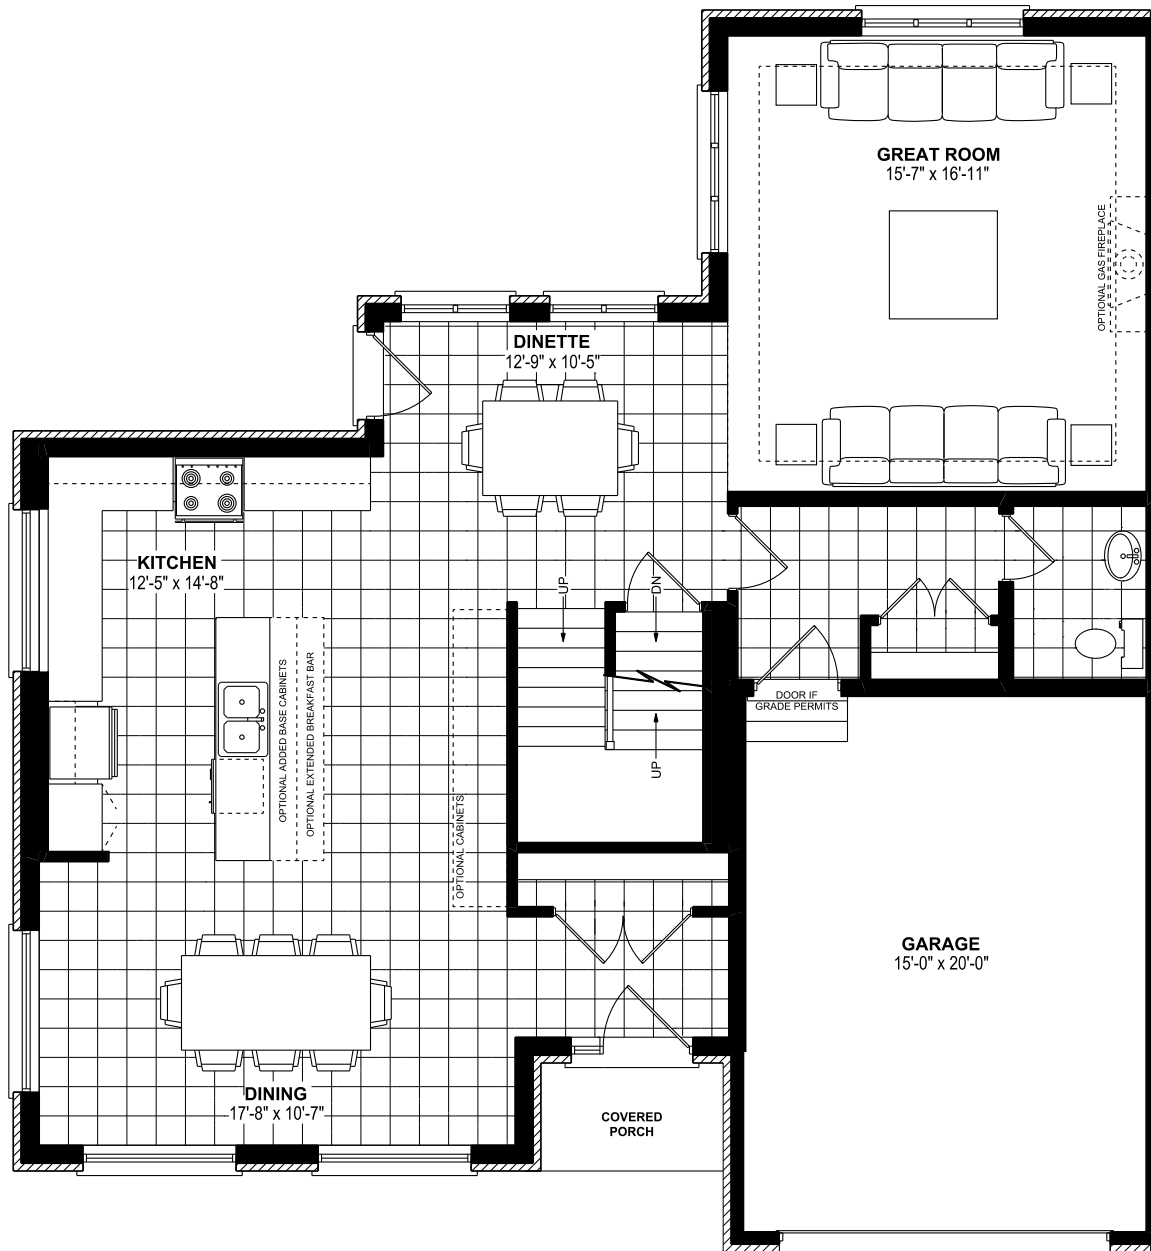 GREAT ROOM
15'-7" x 16'-11"
OPTIONAL GAS FIREPLACE
DINETTE
12'-9" x 10'-5"
KITCHEN
12'-5" x 14'-8"
UP
DN
OPTIONAL ADDED BASE CABINETS
OPTIONAL EXTENDED BREAKFAST BAR
OPTIONAL CABINETS
UP
DOOR IF
GRADE PERMITS
GARAGE
15'-0" x 20'-0"
DINING
17'-8" x 10'-7"
COVERED
PORCH